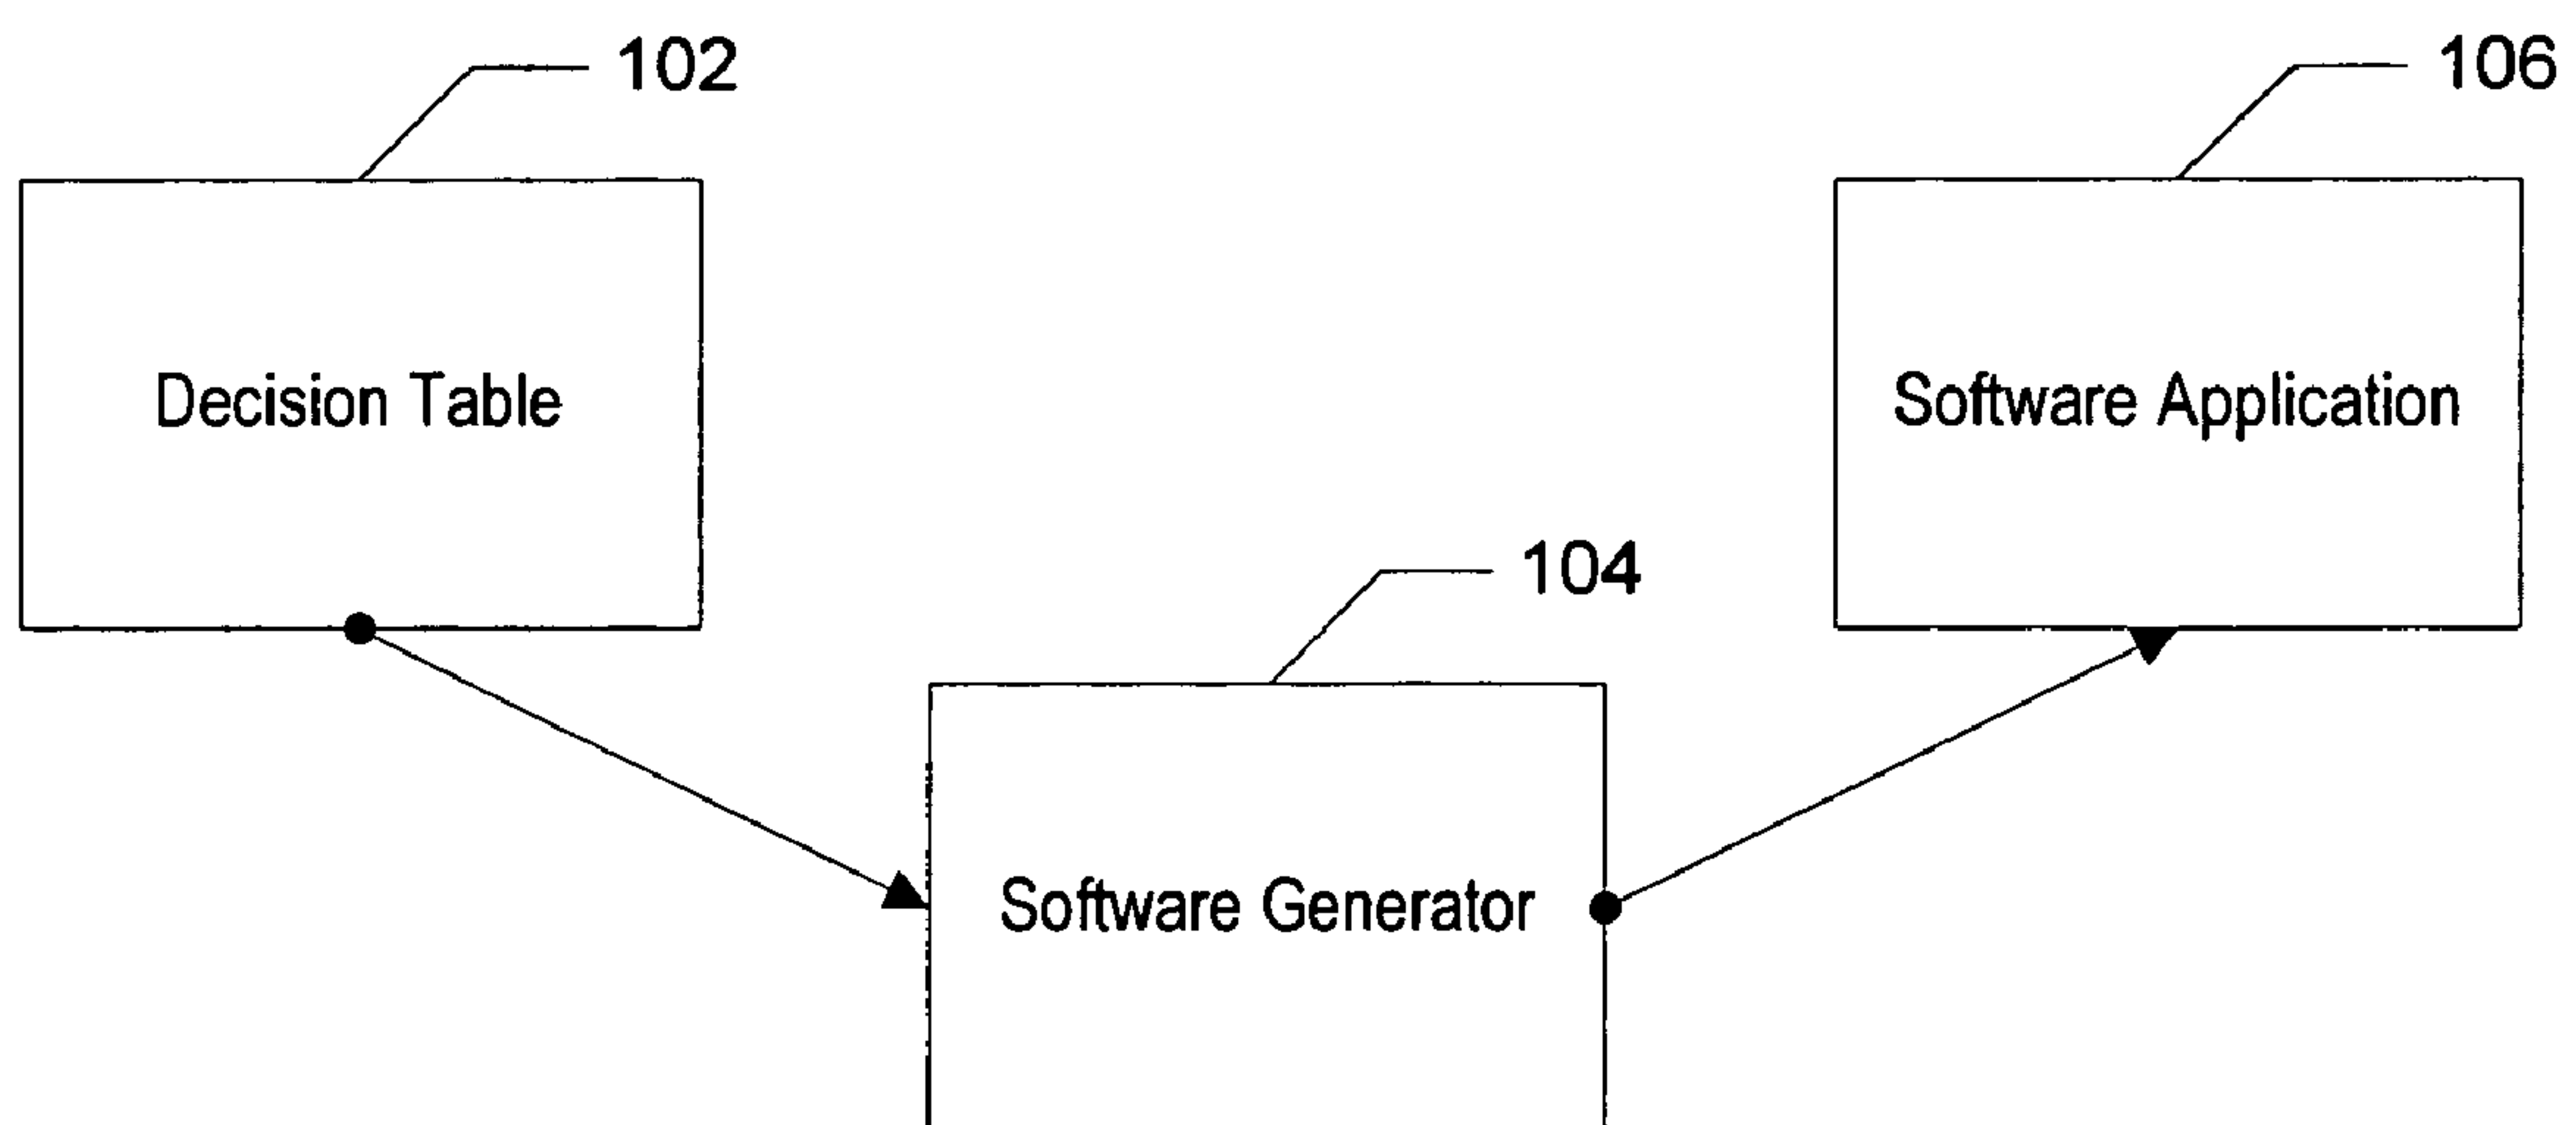 102
106
Decision Table
Software Application
104
Software Generator